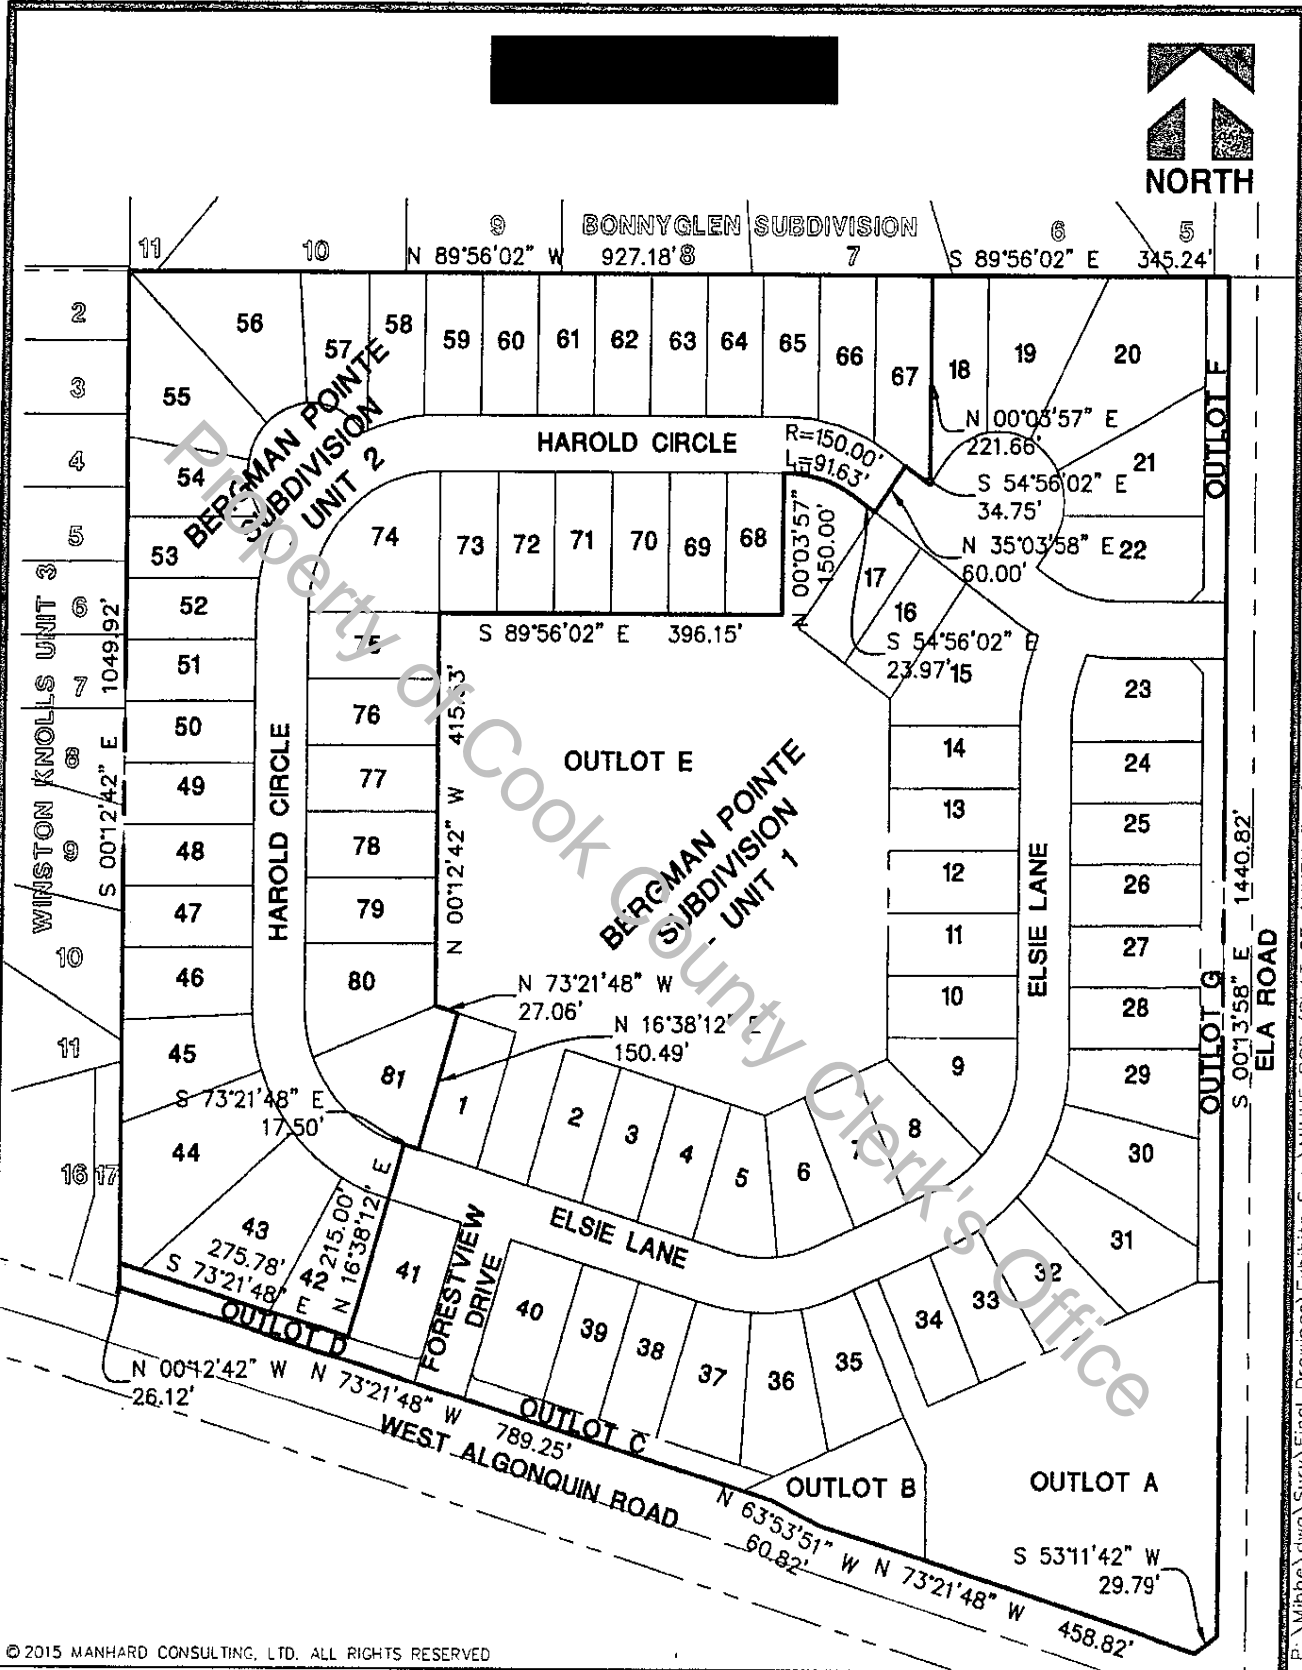 NORTH
BONNYGLEN SUBDIVISION
11
10
9
8
7
6
5
N 89°56'02" W 927.18'
S 89°56'02" E 345.24'
2
3
4
5
6
7
8
9
10
11
16
17
WINSTON KNOLLS UNIT 3
S 00°12'42" E 1049.92'
56
57
58
59
60
61
62
63
64
65
66
67
18
19
20
55
54
53
52
51
50
49
48
47
46
45
44
43
42
BERGMAN POINTE
SUBDIVISION
UNIT 2
HAROLD CIRCLE
R=150.00'
L=91.63'
N 00°03'57" E
221.66'
S 54°56'02" E
34.75'
N 35°03'58" E
60.00'
21
22
OUTLOT F
74
73
72
71
70
69
68
N 00°03'57"
150.00'
17
16
15
S 54°56'02" E
23.97'
S 89°56'02" E 396.15'
75
76
77
78
79
80
81
HAROLD CIRCLE
N 00°12'42" W
OUTLOT E
BERGMAN POINTE
SUBDIVISION
- UNIT 1
14
13
12
11
10
9
8
7
6
5
4
3
2
1
ELSIE LANE
23
24
25
26
27
28
29
30
31
32
33
34
35
36
37
38
39
40
41
OUTLOT G
S 00°13'58" E 1440.82'
ELA ROAD
N 73°21'48" W
27.06'
N 16°38'12" E
150.49'
S 73°21'48" E
17.50'
215.00'
N 16°38'12" E
275.78'
S 73°21'48" E
ELSIE LANE
FORESTVIEW
DRIVE
OUTLOT D
OUTLOT C
OUTLOT B
OUTLOT A
N 00°12'42" W
26.12'
N 73°21'48" W
789.25'
WEST ALGONQUIN ROAD
N 63°53'51" W
60.82'
N 73°21'48" W
458.82'
S 53°11'42" W
29.79'
Property of Cook County Clerk's Office
© 2015 MANHARD CONSULTING, LTD. ALL RIGHTS RESERVED